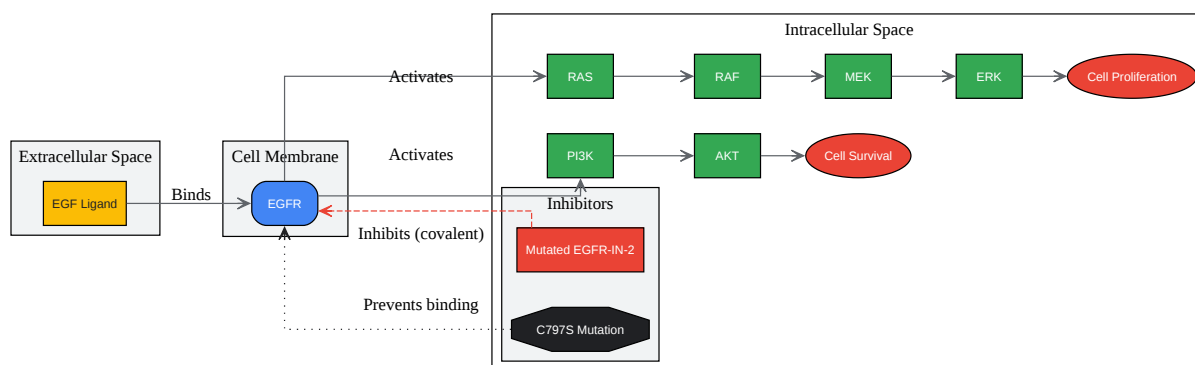 Intracellular Space
Activates
RAS
RAF
MEK
ERK
Cell Proliferation
Extracellular Space
Cell Membrane
Activates
PI3K
AKT
Cell Survival
EGF Ligand
Binds
EGFR
Inhibitors
Inhibits (covalent)
Mutated EGFR-IN-2
Prevents binding
C797S Mutation